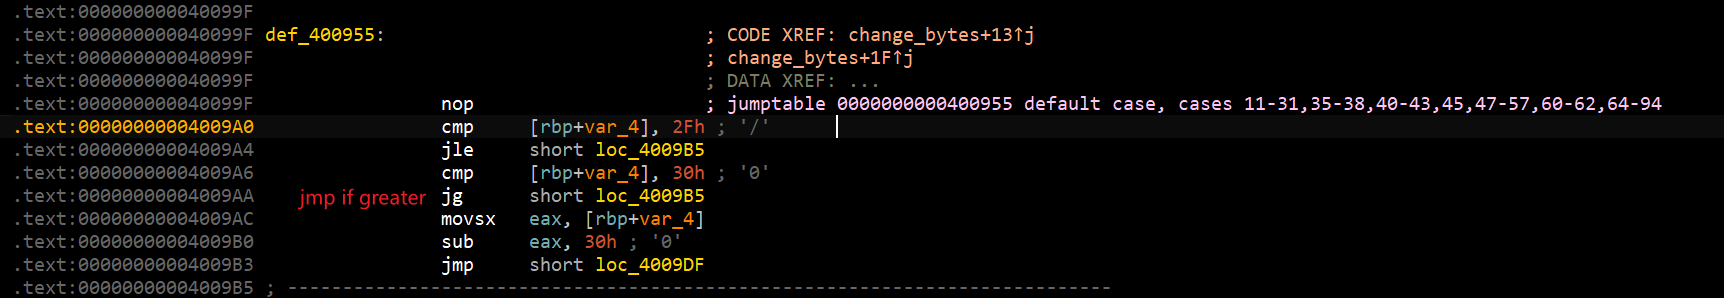 .text:000000000040099F
.text:000000000040099F def_400955: ; CODE XREF: change_bytes+13↑j
.text:000000000040099F ; change_bytes+1F↑j
.text:000000000040099F ; DATA XREF: ...
.text:000000000040099F nop ; jumptable 0000000000400955 default case, cases 11-31,35-38,40-43,45,47-57,60-62,64-94
.text:00000000004009A0 cmp [rbp+var_4], 2Fh ; '/'
.text:00000000004009A4 jle short loc_4009B5
.text:00000000004009A6 cmp [rbp+var_4], 30h ; '0'
.text:00000000004009AA jmp if greater jg short loc_4009B5
.text:00000000004009AC movsx eax, [rbp+var_4]
.text:00000000004009B0 sub eax, 30h ; '0'
.text:00000000004009B3 jmp short loc_4009DF
.text:00000000004009B5 ; ---------------------------------------------------------------------------